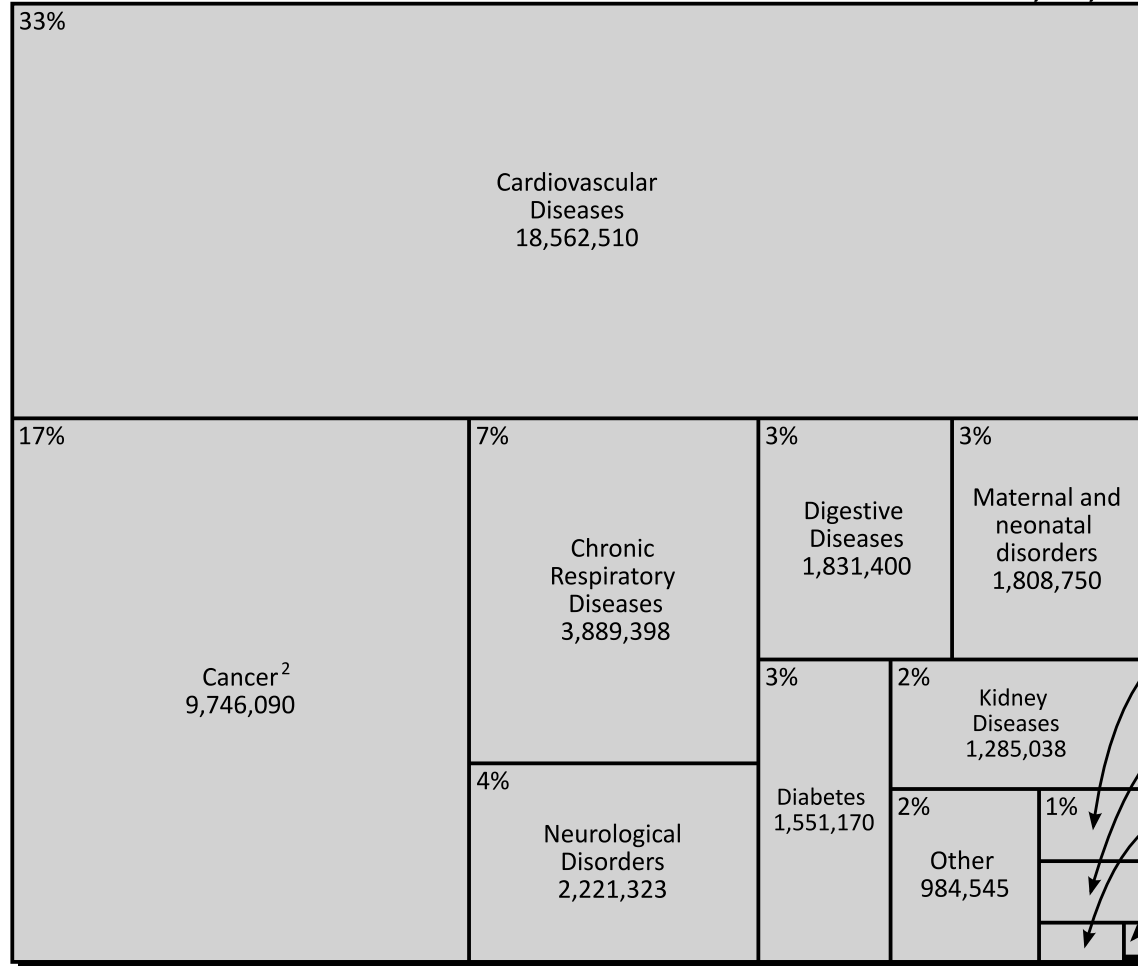 33%
Cardiovascular
Diseases
18,562,510
17%
Cancer2
9,746,090
7%
Chronic
Respiratory
Diseases
3,889,398
4%
Neurological
Disorders
2,221,323
3%
Digestive
Diseases
1,831,400
3%
Maternal and
neonatal
disorders
1,808,750
3%
Diabetes
1,551,170
2%
Kidney
Diseases
1,285,038
2%
Other
984,545
1%